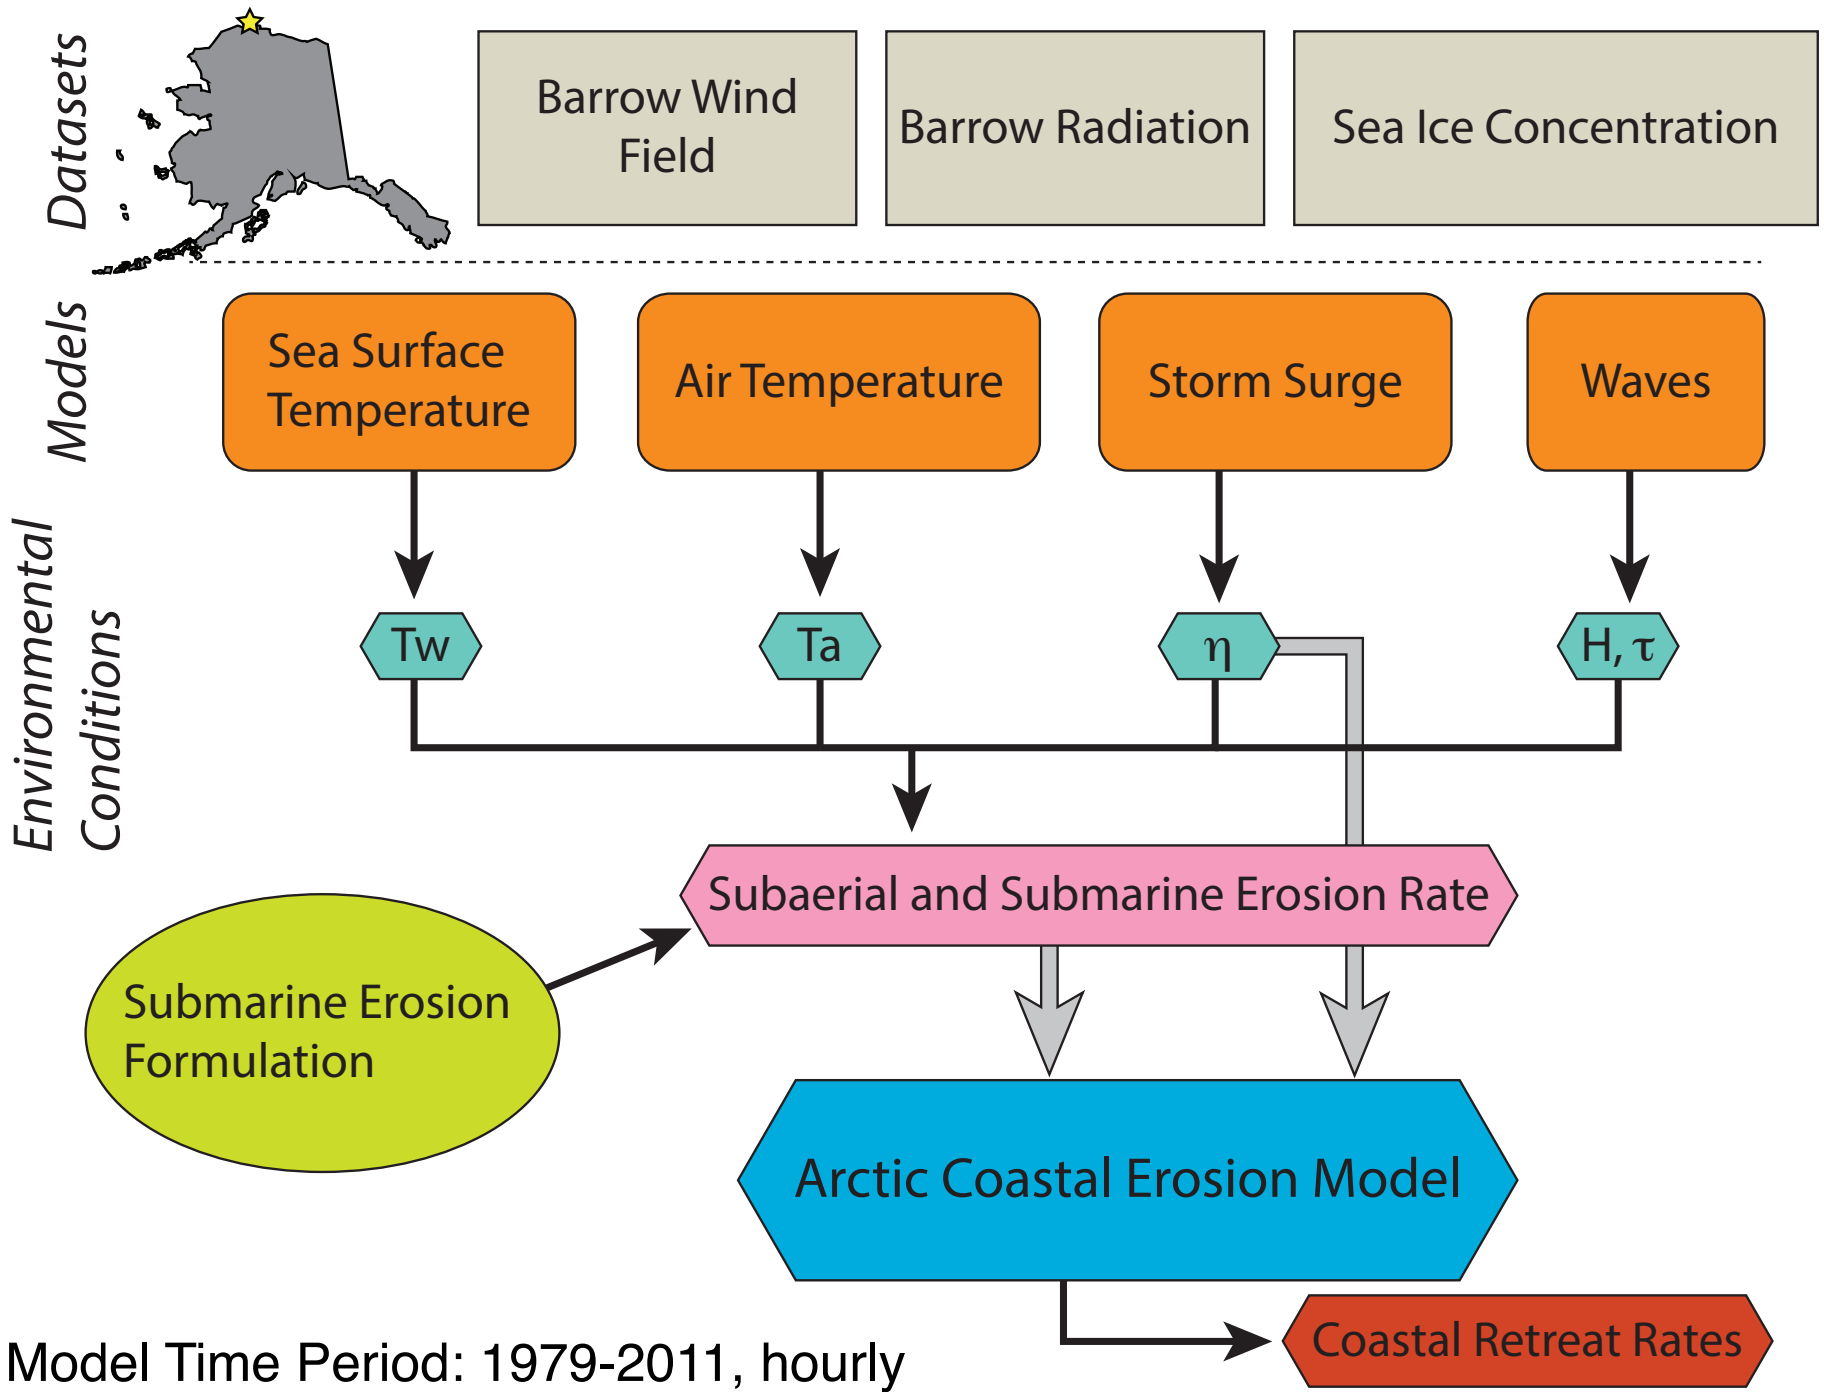 Datasets
Barrow Wind
Field
Barrow Radiation
Sea Ice Concentration
Models
Sea Surface
Temperature
Air Temperature
Storm Surge
Waves
Environmental
Conditions
Tw
Ta
η
H, τ
Subaerial and Submarine Erosion Rate
Submarine Erosion
Formulation
Arctic Coastal Erosion Model
Coastal Retreat Rates
Model Time Period: 1979-2011, hourly